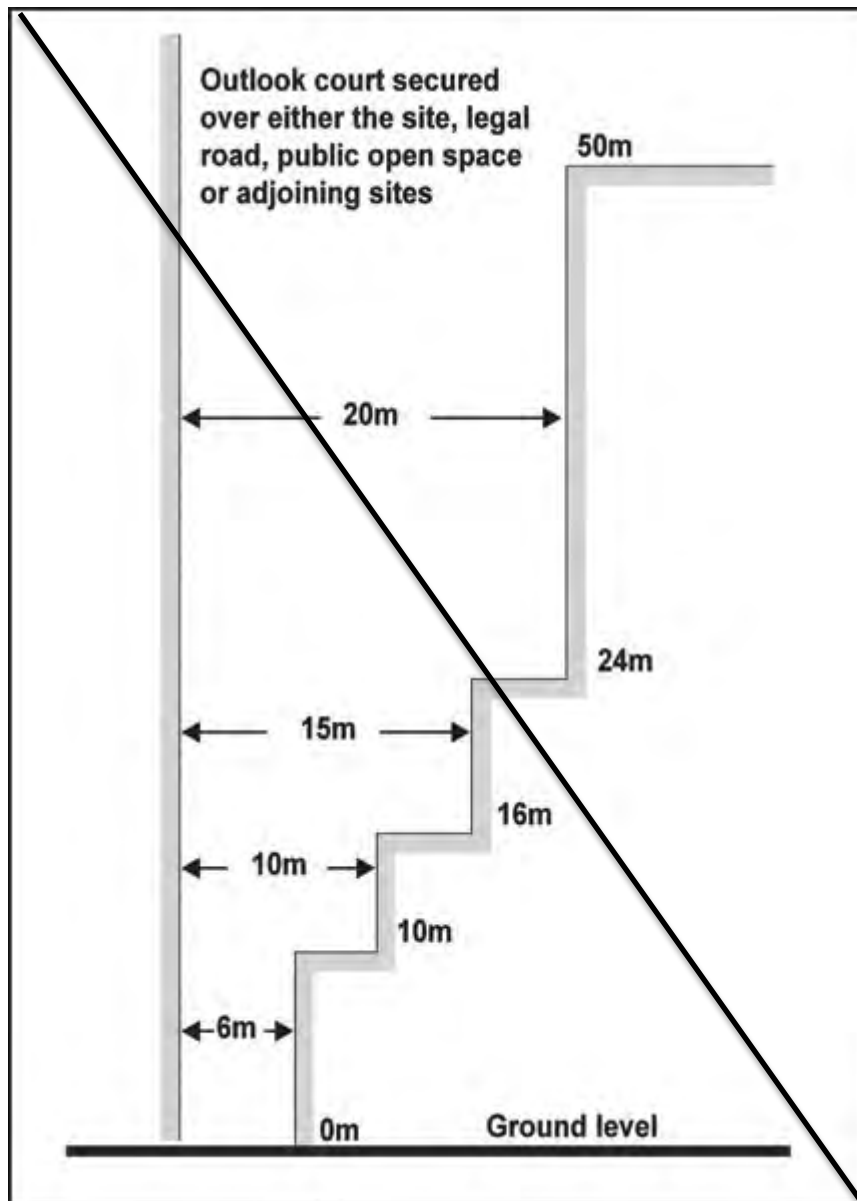 Outlook court secured
over either the site, legal
road, public open space
or adjoining sites
50m
20m
24m
15m
16m
10m
10m
6m
0m
Ground level